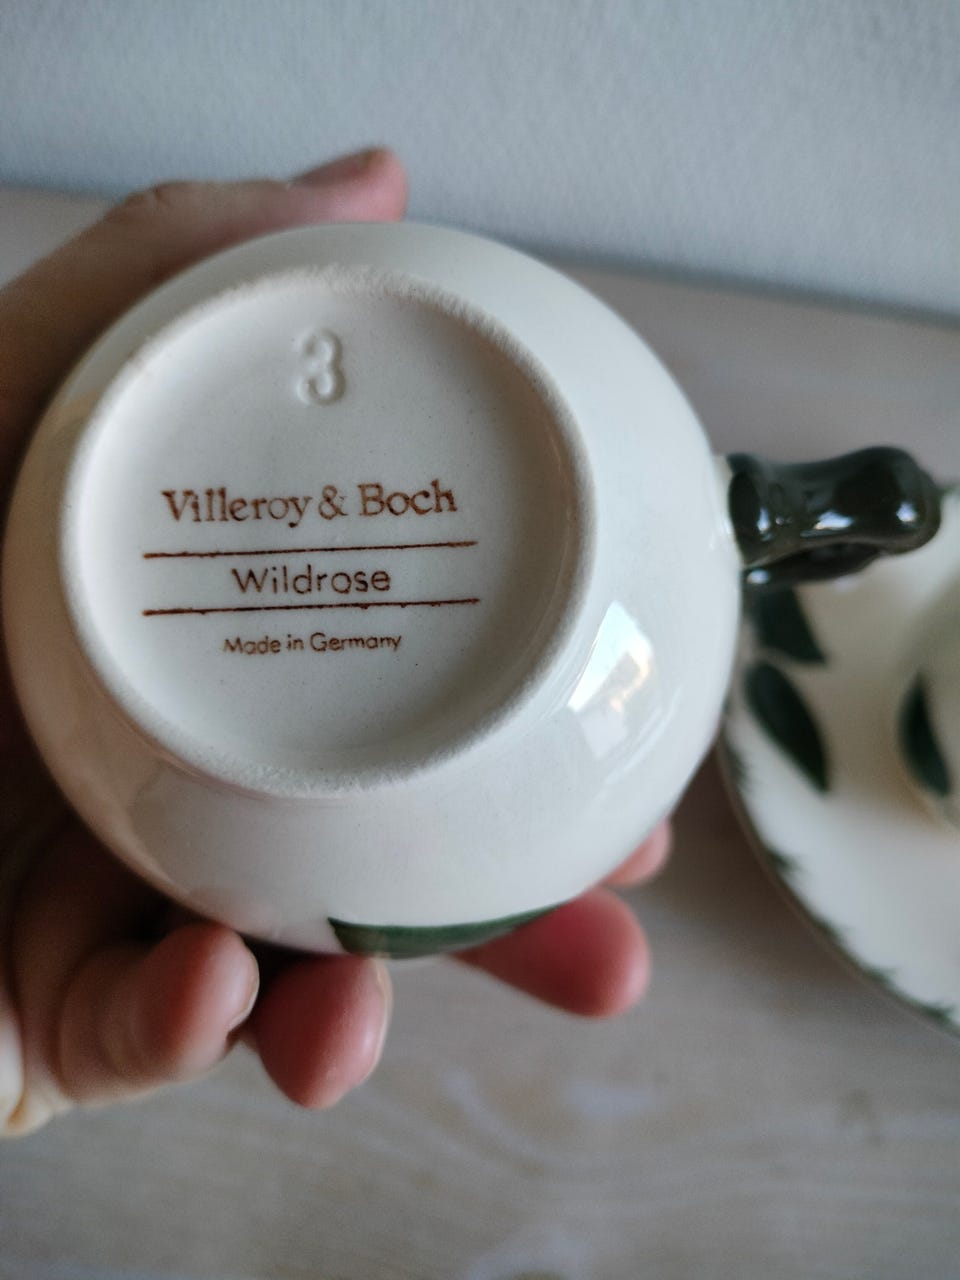 3
Villeroy & Boch
Wildrose
Made in Germany